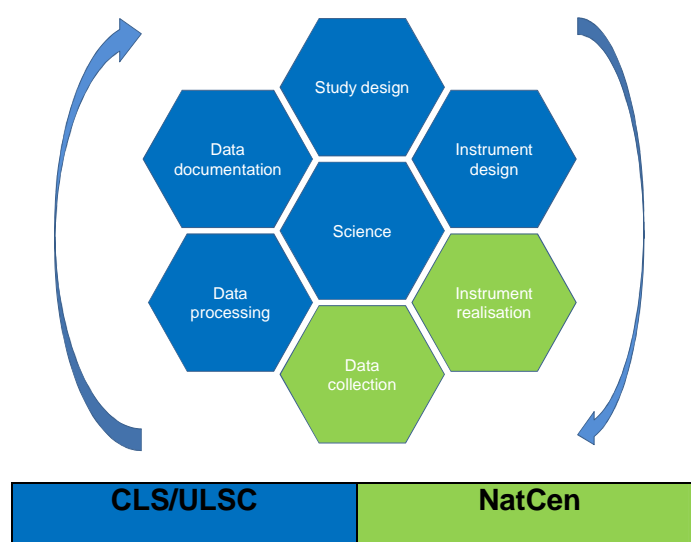 Study design
Data
documentation
Instrument
design
Science
Data
processing
Instrument
realisation
Data
collection
CLS/ULSC
NatCen